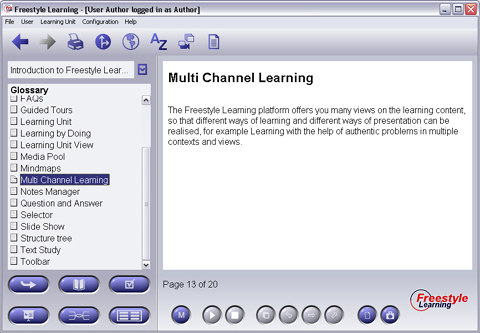 Freestyle Learning - [User Author logged in as Author]
File User Learning Unit Configuration Help
AZ
Introduction to Freestyle Lear...
Glossary
FAQs
Guided Tours
Learning Unit
Learning by Doing
Learning Unit View
Media Pool
Mindmaps
Multi Channel Learning
Notes Manager
Question and Answer
Selector
Slide Show
Structure tree
Text Study
Toolbar
Multi Channel Learning
The Freestyle Learning platform offers you many views on the learning content,
so that different ways of learning and different ways of presentation can be
realised, for example Learning with the help of authentic problems in multiple
contexts and views.
Page 13 of 20
M
Freestyle
Learning